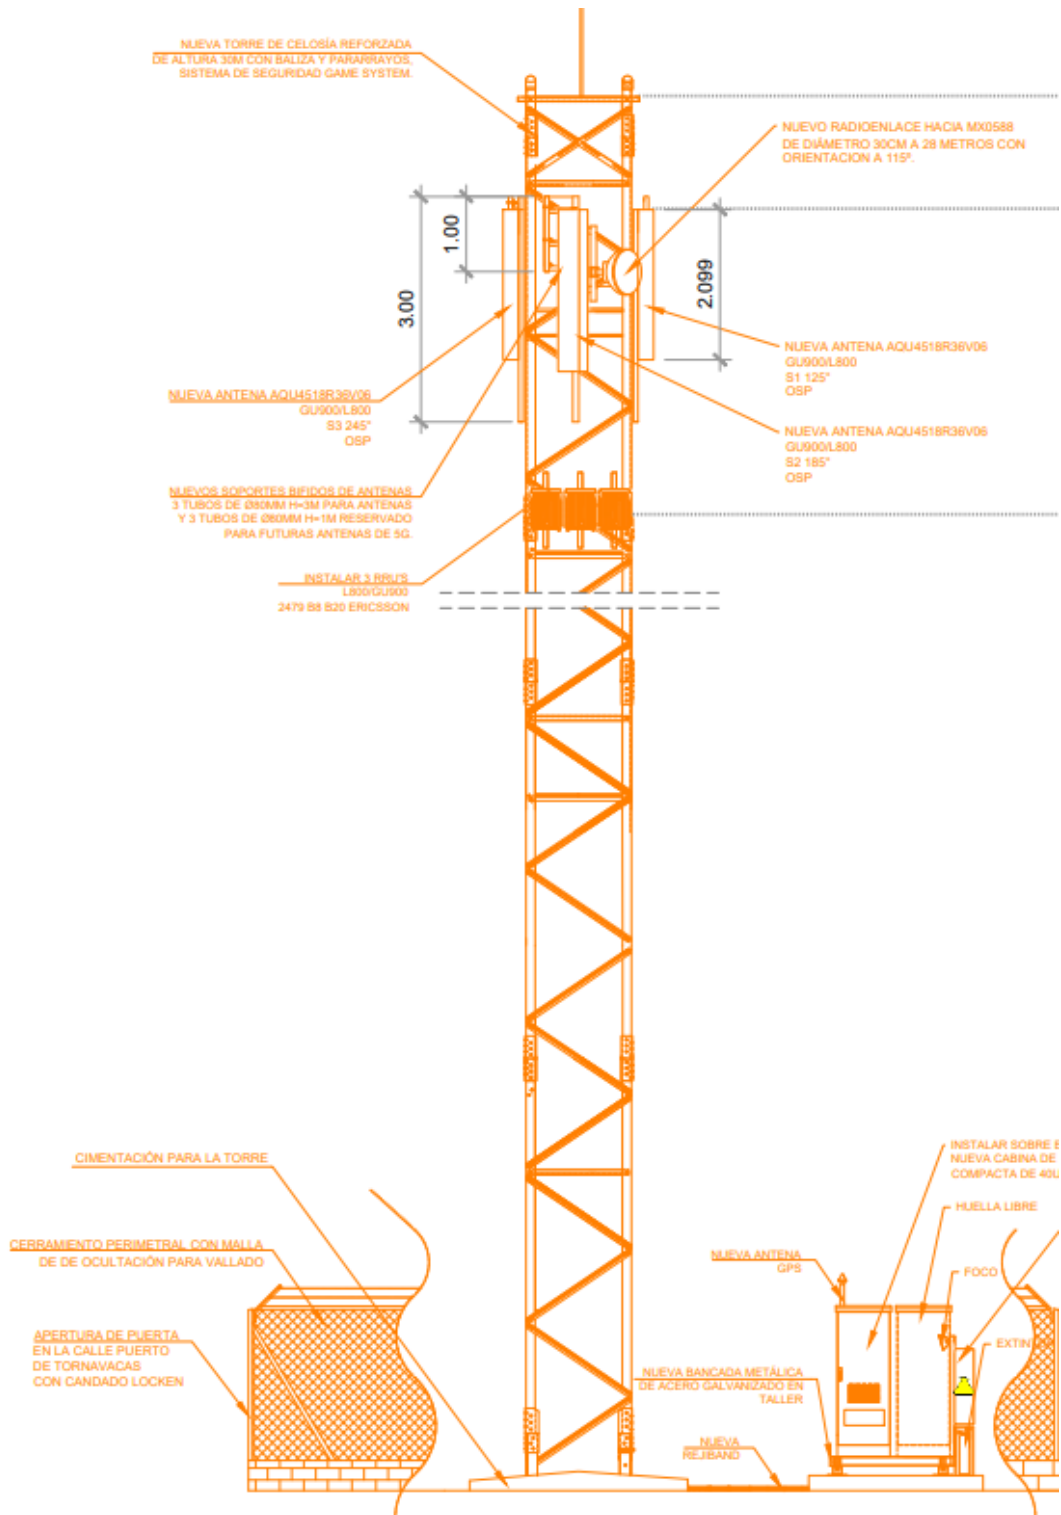 NUEVA TORRE DE CELOSÍA REFORZADA
DE ALTURA 30M CON BALIZA Y PARARRAYOS,
SISTEMA DE SEGURIDAD GAME SYSTEM.
NUEVO RADIOENLACE HACIA MX0588
DE DIÁMETRO 30CM A 28 METROS CON
ORIENTACION A 115º.
1.00
3.00
2.099
NUEVA ANTENA AQU4518R36V06
GU900/L800
S1 125°
OSP
NUEVA ANTENA AQU4518R36V06
GU900/L800
S3 245°
OSP
NUEVA ANTENA AQU4518R36V06
GU900/L800
S2 185°
OSP
NUEVOS SOPORTES BIFIDOS DE ANTENAS
3 TUBOS DE Ø80MM H=3M PARA ANTENAS
Y 3 TUBOS DE Ø60MM H=1M RESERVADO
PARA FUTURAS ANTENAS DE 5G.
INSTALAR 3 RRU'S
L800/GU900
2479 B8 B20 ERICSSON
CIMENTACIÓN PARA LA TORRE
INSTALAR SOBRE
NUEVA CABINA DE
COMPACTA DE 40U
HUELLA LIBRE
CERRAMIENTO PERIMETRAL CON MALLA
DE DE OCULTACIÓN PARA VALLADO
NUEVA ANTENA
GPS
FOCO
APERTURA DE PUERTA
EN LA CALLE PUERTO
DE TORNAVACAS
CON CANDADO LOCKEN
NUEVA BANCADA METÁLICA
DE ACERO GALVANIZADO EN
TALLER
NUEVA
REJIBAND